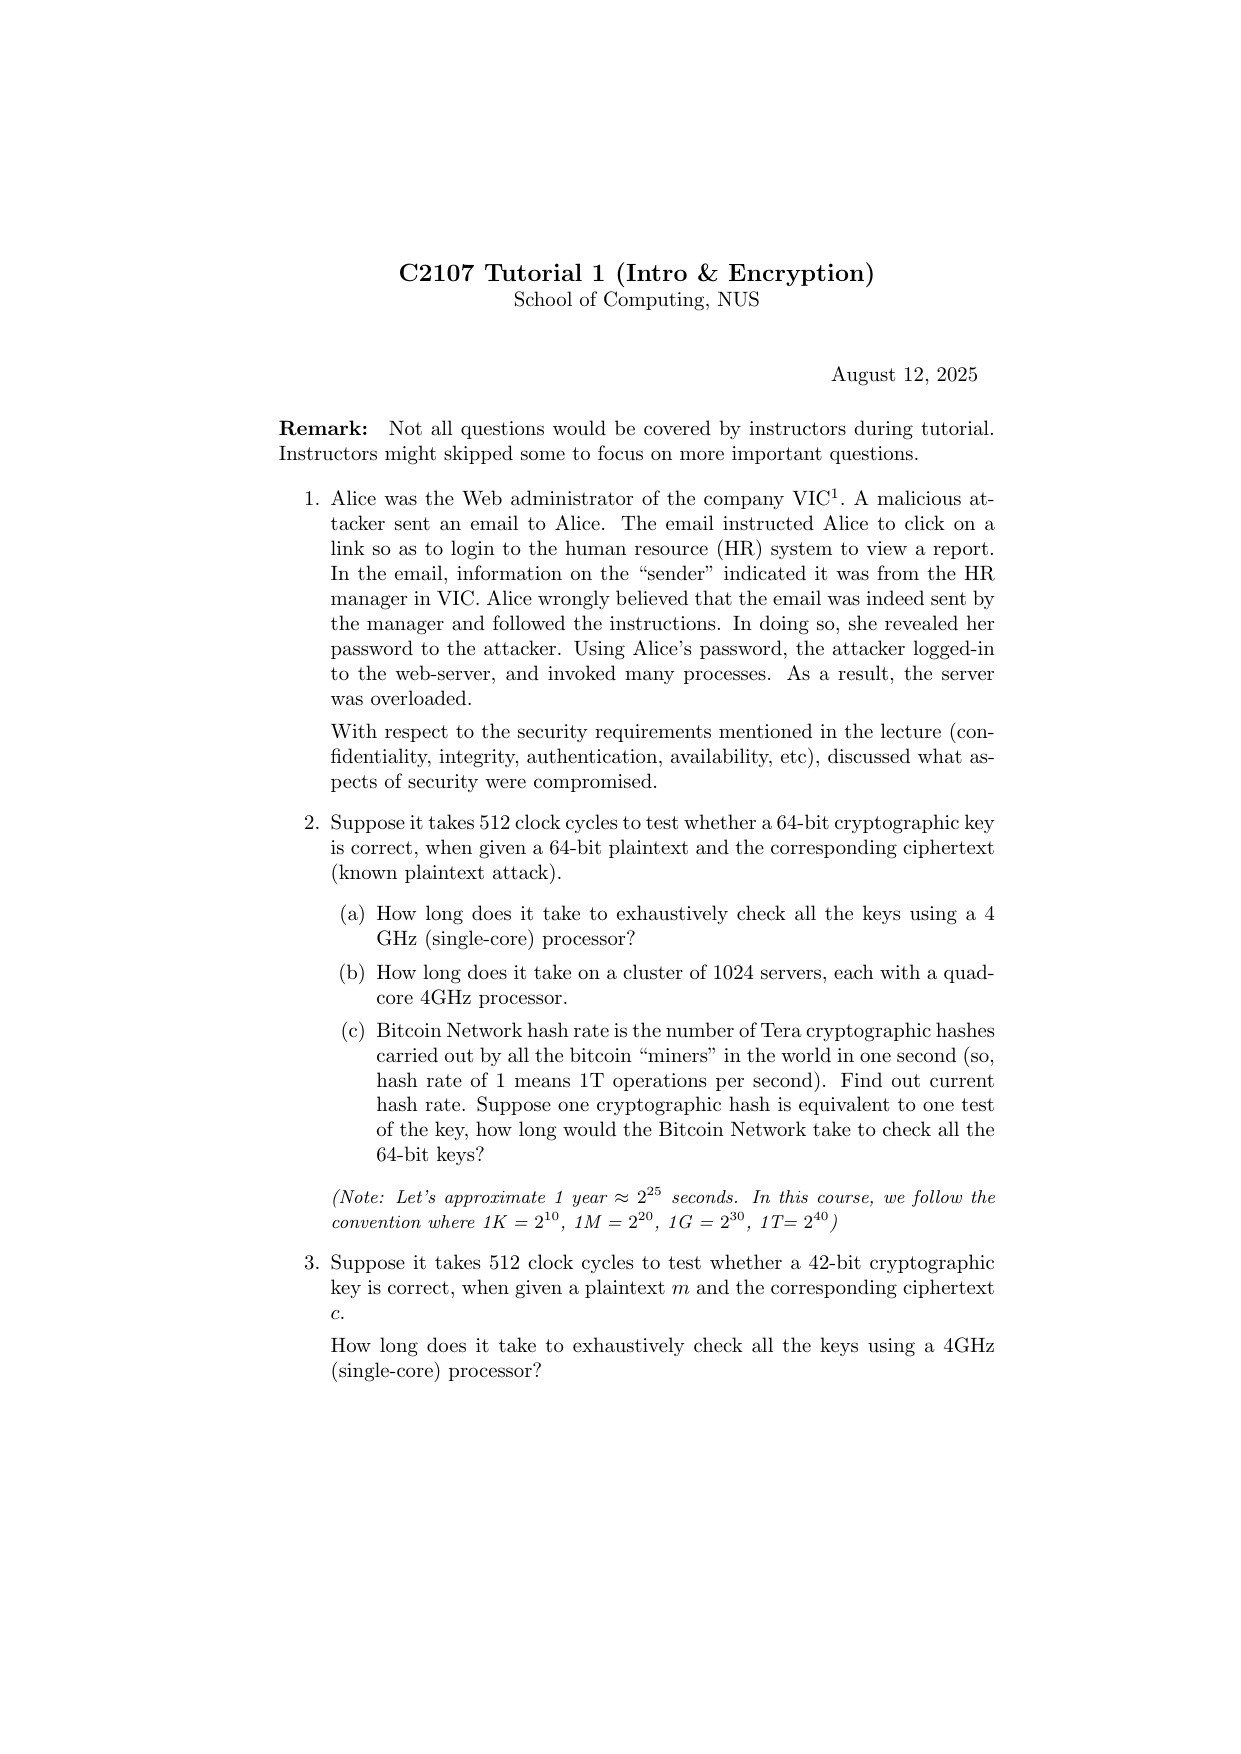 C2107 Tutorial 1 (Intro & Encryption)
School of Computing, NUS
August 12, 2025
Remark: Not all questions would be covered by instructors during tutorial.
Instructors might skipped some to focus on more important questions.
1. Alice was the Web administrator of the company VIC¹. A malicious at-
tacker sent an email to Alice. The email instructed Alice to click on a
link so as to login to the human resource (HR) system to view a report.
In the email, information on the “sender” indicated it was from the HR
manager in VIC. Alice wrongly believed that the email was indeed sent by
the manager and followed the instructions. In doing so, she revealed her
password to the attacker. Using Alice’s password, the attacker logged-in
to the web-server, and invoked many processes. As a result, the server
was overloaded.
With respect to the security requirements mentioned in the lecture (con-
fidentiality, integrity, authentication, availability, etc), discussed what as-
pects of security were compromised.
2. Suppose it takes 512 clock cycles to test whether a 64-bit cryptographic key
is correct, when given a 64-bit plaintext and the corresponding ciphertext
(known plaintext attack).
(a) How long does it take to exhaustively check all the keys using a 4
GHz (single-core) processor?
(b) How long does it take on a cluster of 1024 servers, each with a quad-
core 4GHz processor.
(c) Bitcoin Network hash rate is the number of Tera cryptographic hashes
carried out by all the bitcoin “miners” in the world in one second (so,
hash rate of 1 means 1T operations per second). Find out current
hash rate. Suppose one cryptographic hash is equivalent to one test
of the key, how long would the Bitcoin Network take to check all the
64-bit keys?
(Note: Let’s approximate 1 year ≈ 2²⁵ seconds. In this course, we follow the
convention where 1K = 2¹⁰, 1M = 2²⁰, 1G = 2³⁰, 1T= 2⁴⁰)
3. Suppose it takes 512 clock cycles to test whether a 42-bit cryptographic
key is correct, when given a plaintext m and the corresponding ciphertext
c.
How long does it take to exhaustively check all the keys using a 4GHz
(single-core) processor?